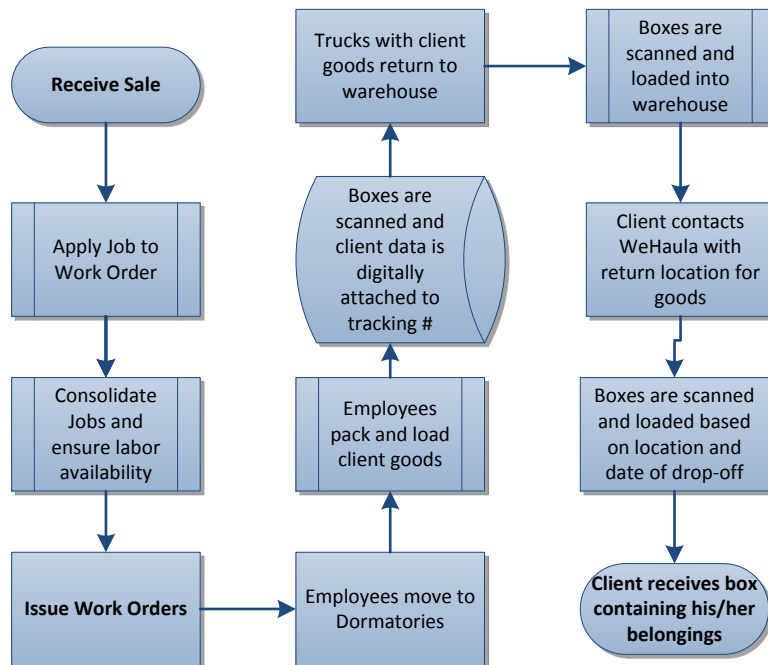 Receive Sale
Apply Job to
Work Order
Consolidate
Jobs and
ensure labor
availability
Issue Work Orders
Employees move to
Dormatories
Employees
pack and load
client goods
Boxes are
scanned and
client data is
digitally
attached to
tracking #
Trucks with client
goods return to
warehouse
Boxes are
scanned and
loaded into
warehouse
Client contacts
WeHaula with
return location for
goods
Boxes are scanned
and loaded based
on location and
date of drop-off
Client receives box
containing his/her
belongings